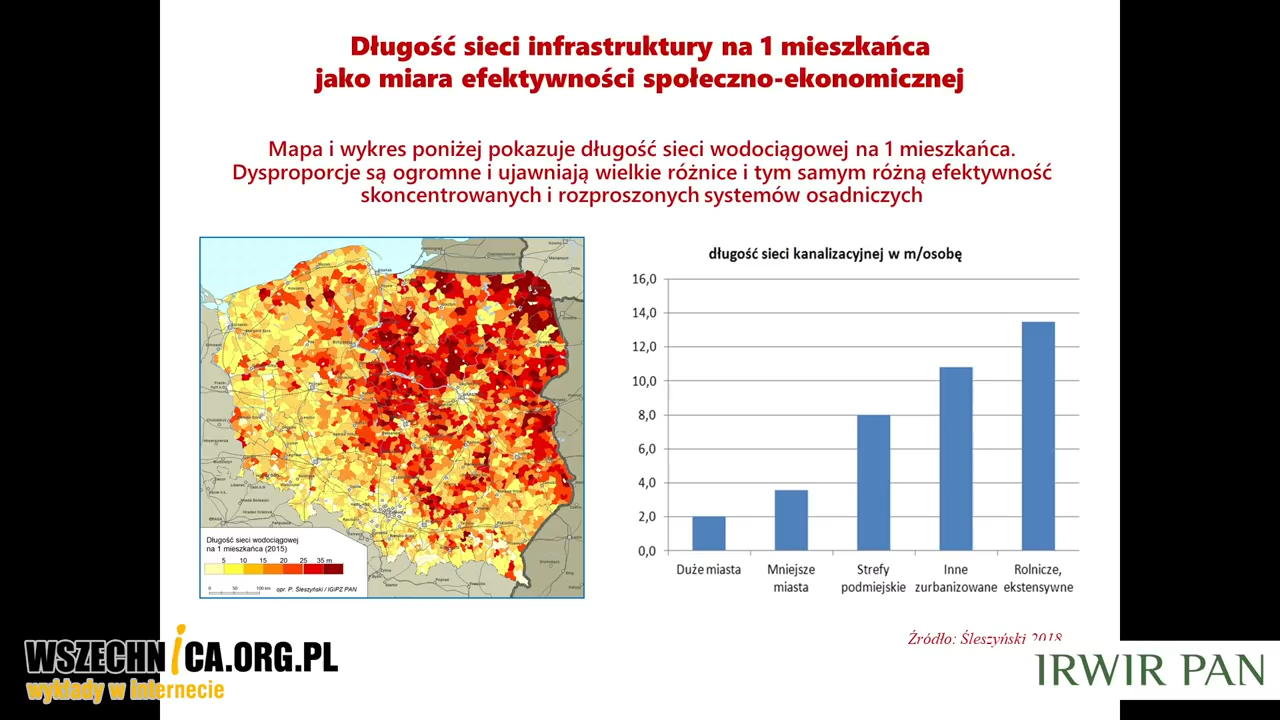 Długość sieci infrastruktury na 1 mieszkańca
jako miara efektywności społeczno-ekonomicznej
Mapa i wykres poniżej pokazuje długość sieci wodociągowej na 1 mieszkańca.
Dysproporcje są ogromne i ujawniają wielkie różnice i tym samym różną efektywność
skoncentrowanych i rozproszonych systemów osadniczych
Długość sieci wodociągowej
na 1 mieszkańca (2015)
5 10 15 20 25 35 m
0 50 100 km
opr. P. Śleszyński / IGiPZ PAN
długość sieci kanalizacyjnej w m/osobę
16,0
14,0
12,0
10,0
8,0
6,0
4,0
2,0
0,0
Duże miasta
Mniejsze
miasta
Strefy
podmiejskie
Inne
zurbanizowane
Rolnicze,
ekstensywne
Źródło: Śleszyński 2018
WSZECHNICA.ORG.PL
wykłady w Internecie
IRWIR PAN